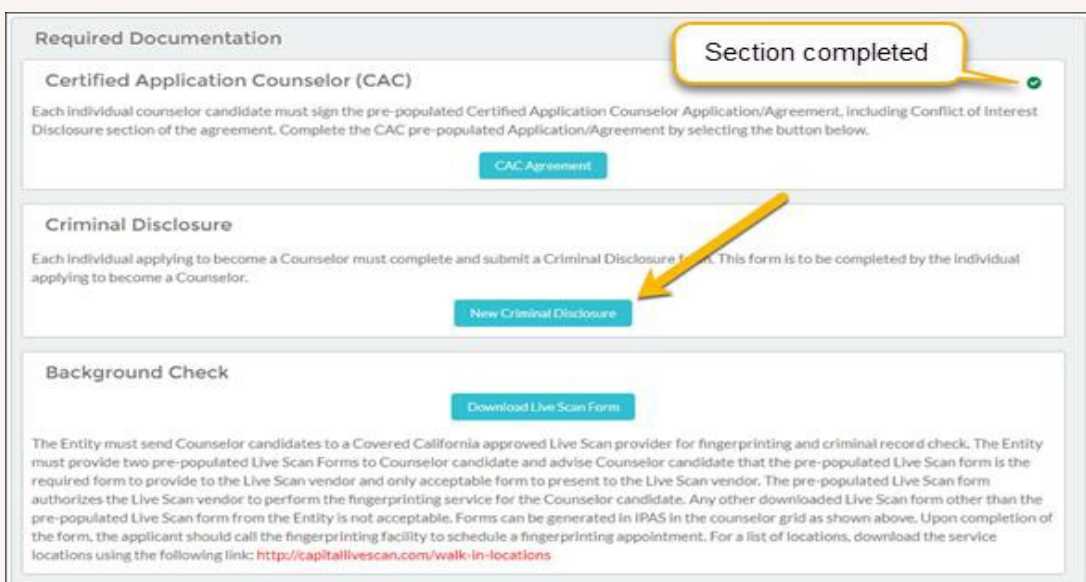 Required Documentation
Section completed
Certified Application Counselor (CAC)
Each individual counselor candidate must sign the pre-populated Certified Application Counselor Application/Agreement, including Conflict of Interest
Disclosure section of the agreement. Complete the CAC pre-populated Application/Agreement by selecting the button below.
CAC Agreement
Criminal Disclosure
Each individual applying to become a Counselor must complete and submit a Criminal Disclosure This form is to be completed by the individual
applying to become a Counselor.
New Criminal Disclosure
Background Check
Download Live Scan Form
The Entity must send Counselor candidates to a Covered California approved Live Scan provider for fingerprinting and criminal record check. The Entity
must provide two pre-populated Live Scan Forms to Counselor candidate and advise Counselor candidate that the pre-populated Live Scan form is the
required form to provide to the Live Scan vendor and only acceptable form to present to the Live Scan vendor. The pre-populated Live Scan form
authorizes the Live Scan vendor to perform the fingerprinting service for the Counselor candidate. Any other downloaded Live Scan form other than the
pre-populated Live Scan form from the Entity is not acceptable. Forms can be generated in IPAS in the counselor grid as shown above. Upon completion of
the form, the applicant should call the fingerprinting facility to schedule a fingerprinting appointment. For a list of locations, download the service
locations using the following link: http://capitallivescan.com/walk-in-locations